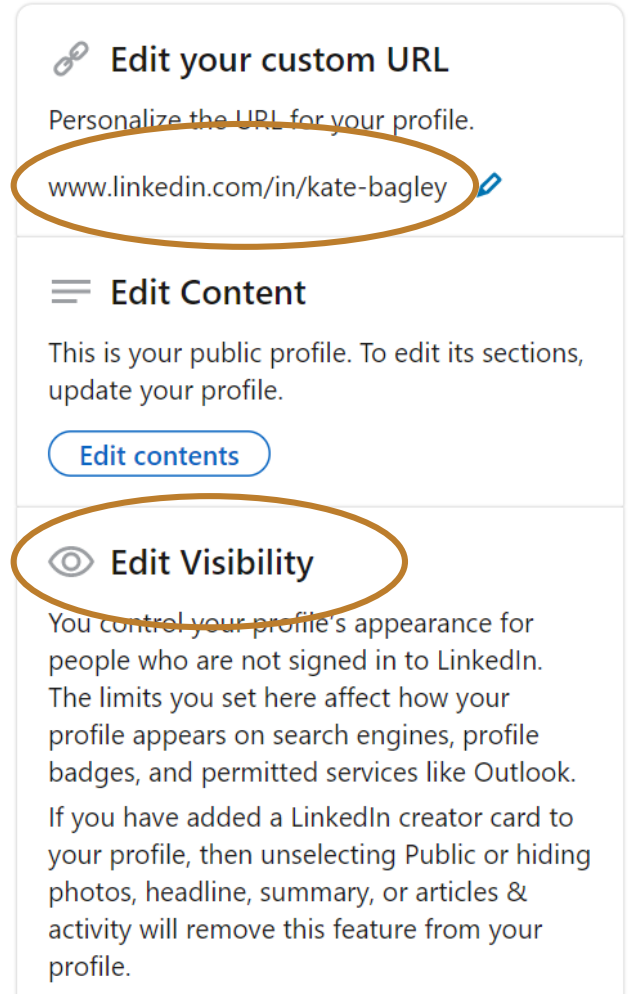 Edit your custom URL
Personalize the URL for your profile.
www.linkedin.com/in/kate-bagley
Edit Content
This is your public profile. To edit its sections,
update your profile.
Edit contents
Edit Visibility
You control your profile's appearance for
people who are not signed in to LinkedIn.
The limits you set here affect how your
profile appears on search engines, profile
badges, and permitted services like Outlook.
If you have added a LinkedIn creator card to
your profile, then unselecting Public or hiding
photos, headline, summary, or articles &
activity will remove this feature from your
profile.